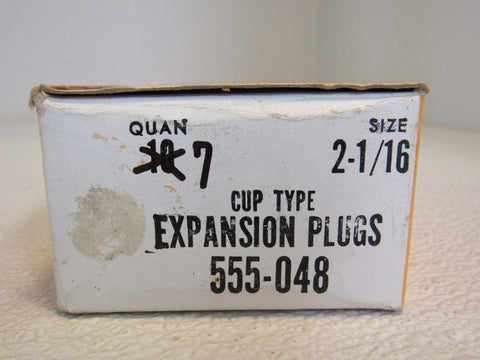 QUAN SIZE
10 7 2-1/16
CUP TYPE
EXPANSION PLUGS
555-048